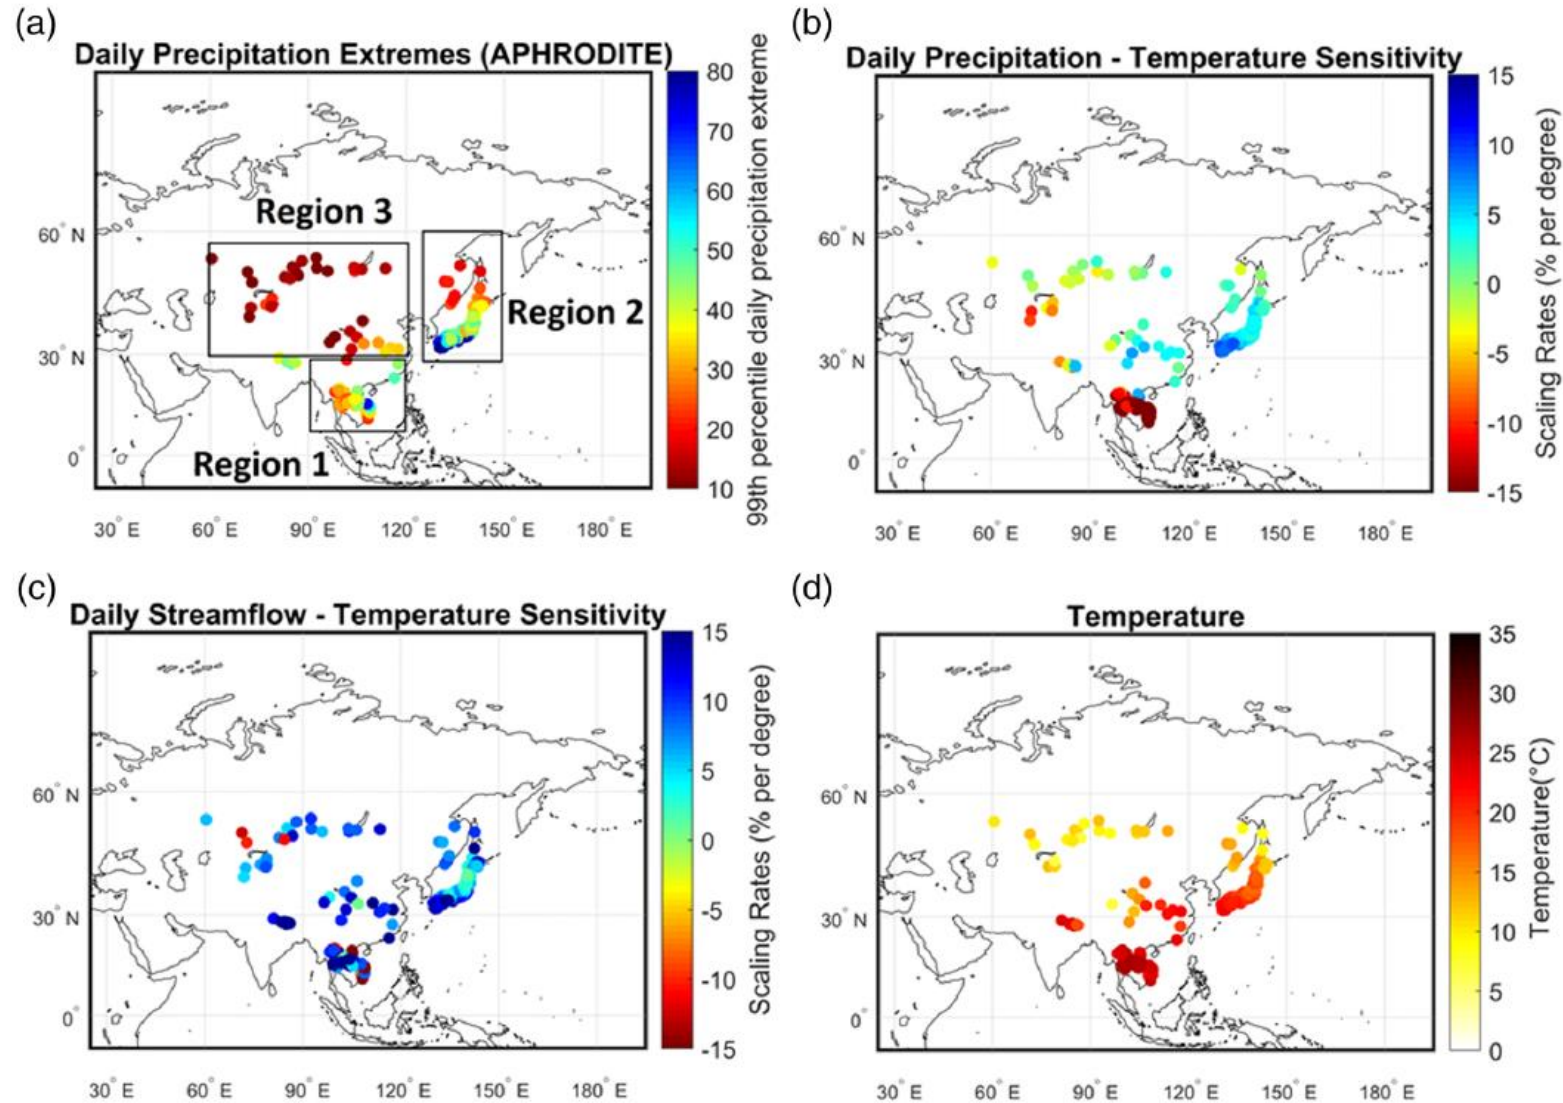 (a)
Daily Precipitation Extremes (APHRODITE)
Region 3
Region 2
Region 1
60° N
30° N
0°
30° E
60° E
90° E
120° E
150° E
180° E
80
70
60
50
40
30
20
10
99th percentile daily precipitation extreme
(b)
Daily Precipitation - Temperature Sensitivity
60° N
30° N
0°
30° E
60° E
90° E
120° E
150° E
180° E
15
10
5
0
-5
-10
-15
Scaling Rates (% per degree)
(c)
Daily Streamflow - Temperature Sensitivity
60° N
30° N
0°
30° E
60° E
90° E
120° E
150° E
180° E
15
10
5
0
-5
-10
-15
Scaling Rates (% per degree)
(d)
Temperature
60° N
30° N
0°
30° E
60° E
90° E
120° E
150° E
180° E
35
30
25
20
15
10
5
0
Temperature(°C)